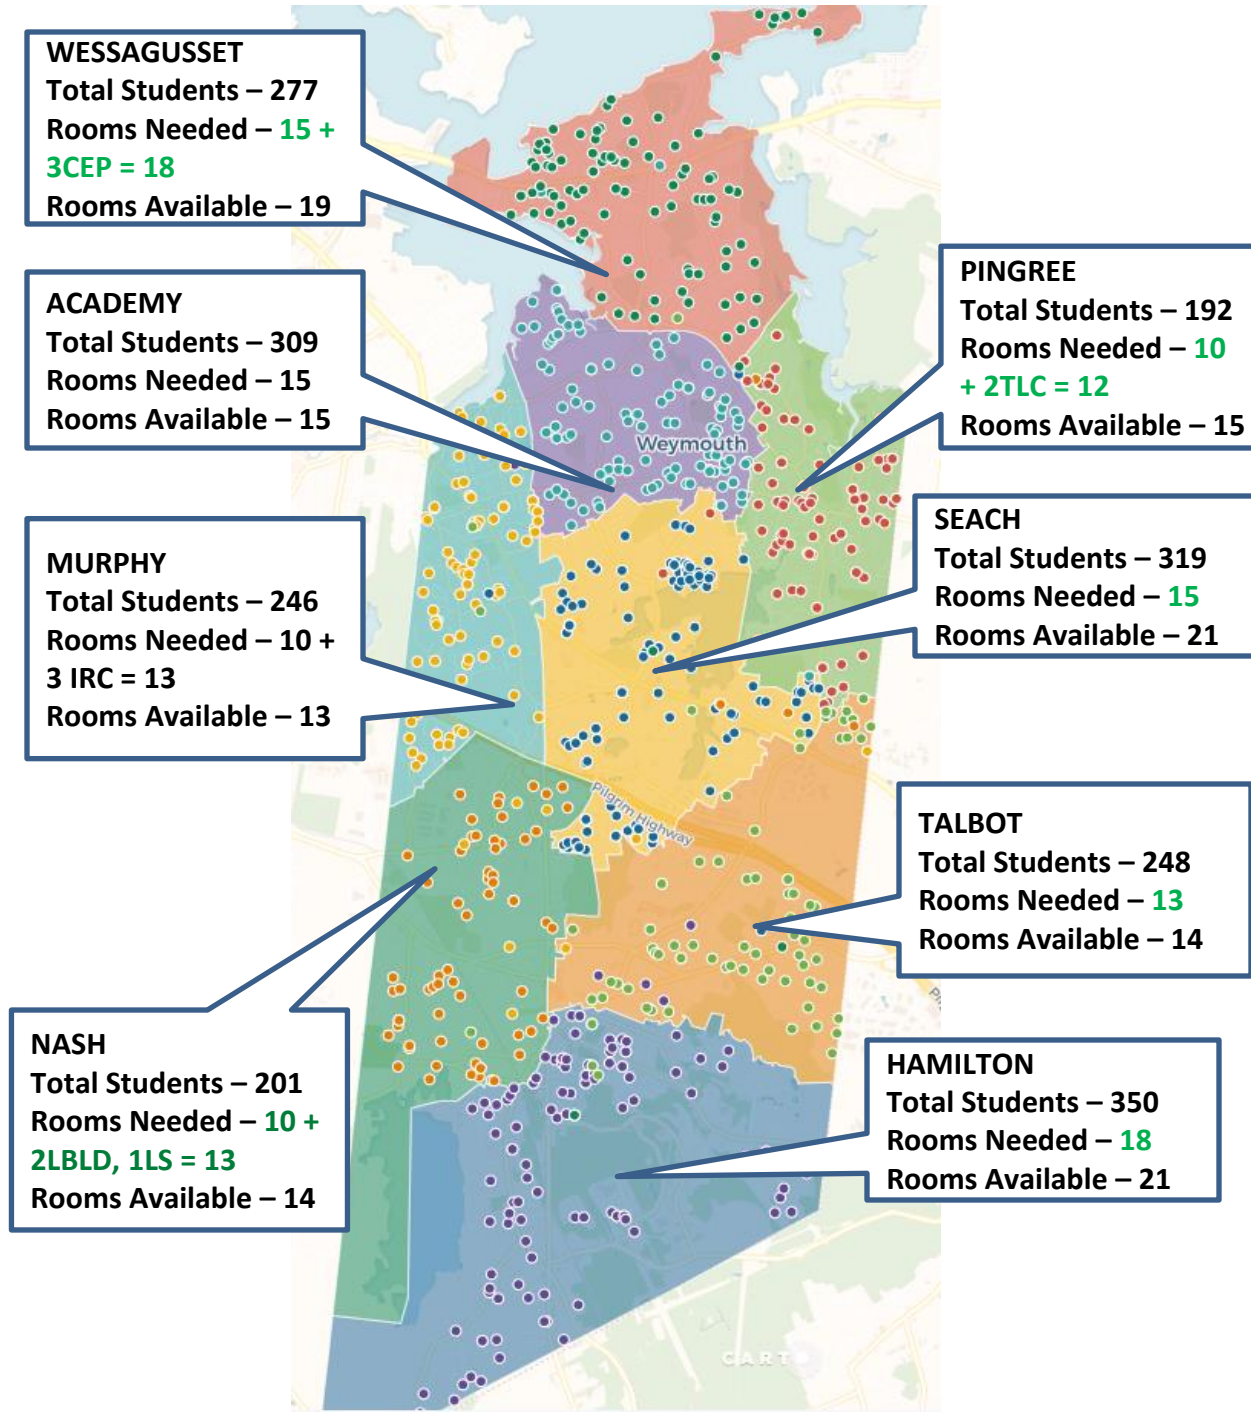 WESSAGUSSET
Total Students – 277
Rooms Needed – 15 +
3CEP = 18
Rooms Available – 19
ACADEMY
Total Students – 309
Rooms Needed – 15
Rooms Available – 15
PINGREE
Total Students – 192
Rooms Needed – 10
+ 2TLC = 12
Rooms Available – 15
Weymouth
SEACH
Total Students – 319
Rooms Needed – 15
Rooms Available – 21
MURPHY
Total Students – 246
Rooms Needed – 10 +
3 IRC = 13
Rooms Available – 13
Pilgrim Highway
TALBOT
Total Students – 248
Rooms Needed – 13
Rooms Available – 14
NASH
Total Students – 201
Rooms Needed – 10 +
2LBLD, 1LS = 13
Rooms Available – 14
HAMILTON
Total Students – 350
Rooms Needed – 18
Rooms Available – 21
CARTO